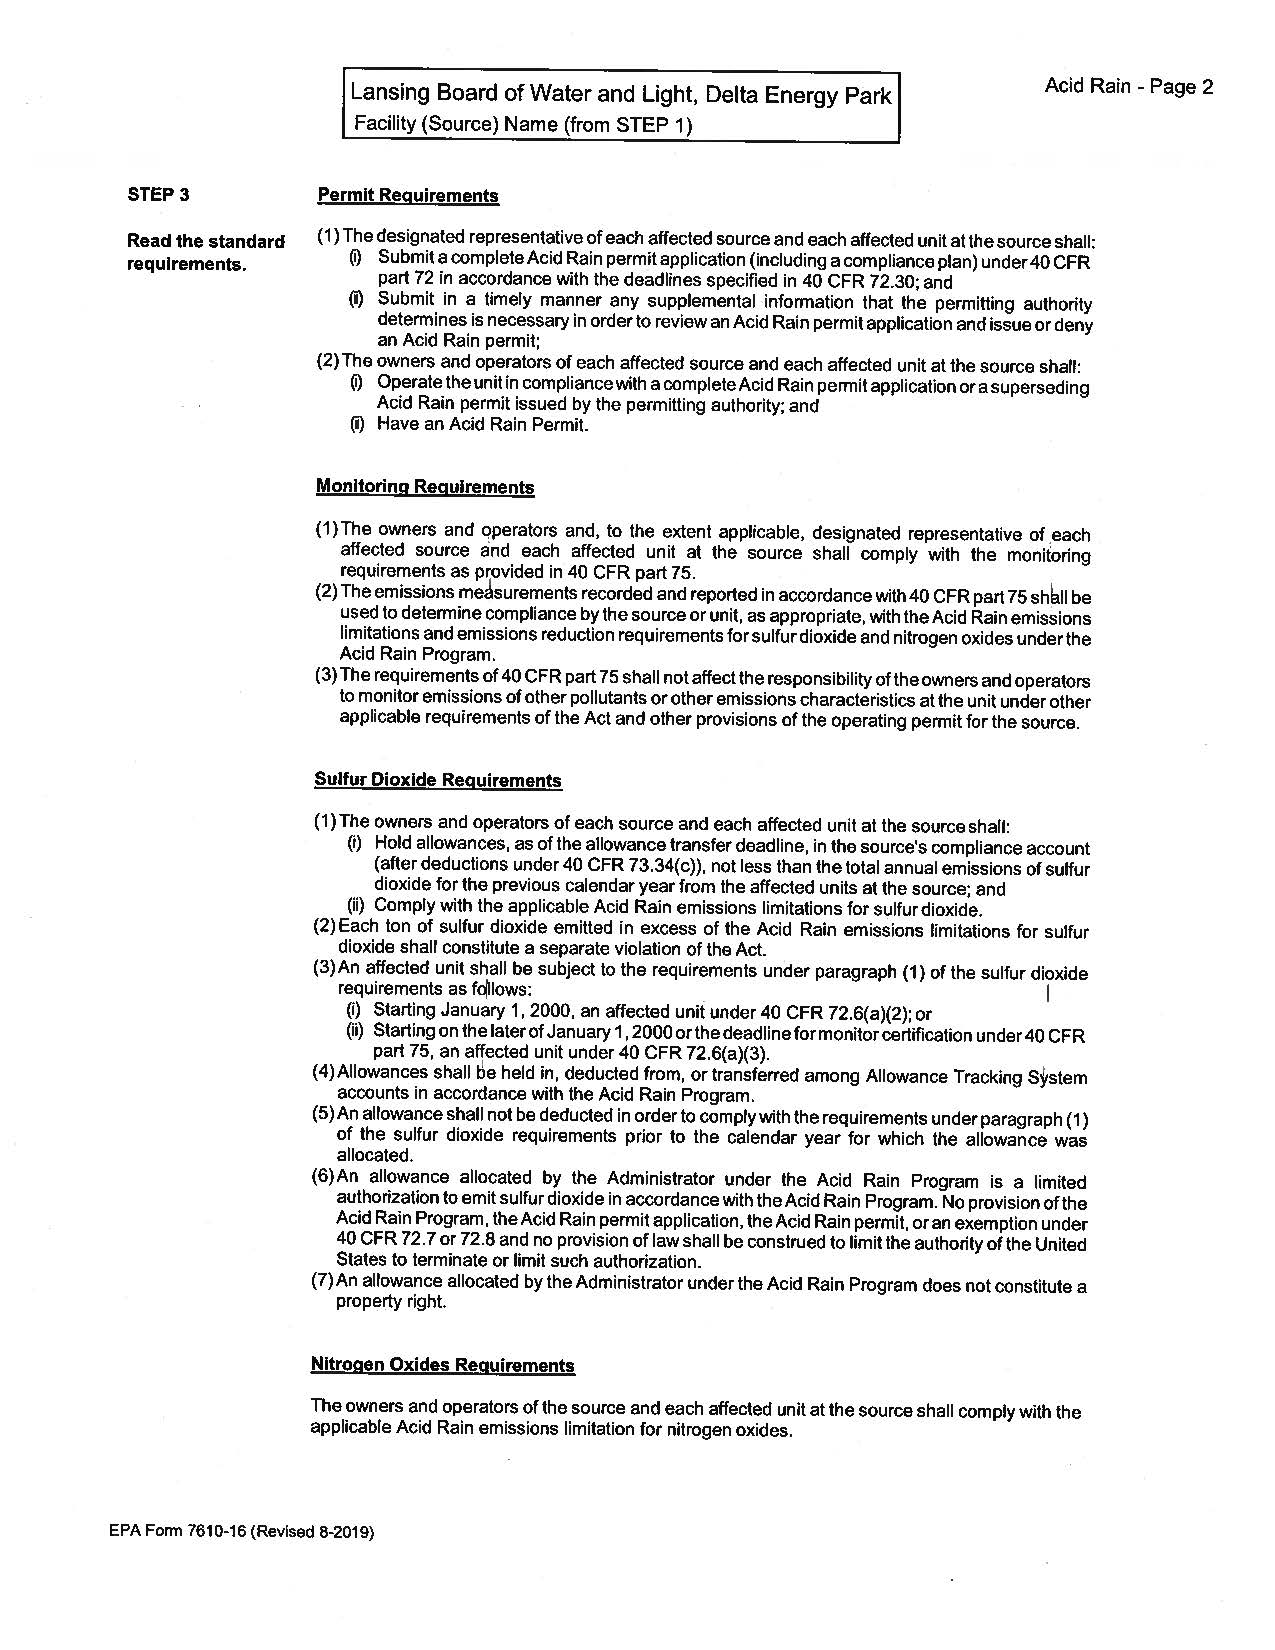 Acid Rain - Page 2
Lansing Board of Water and Light, Delta Energy Park
Facility (Source) Name (from STEP 1)
STEP 3
Read the standard
requirements.
Permit Requirements
(1) The designated representative of each affected source and each affected unit at the source shall:
(i) Submit a complete Acid Rain permit application (including a compliance plan) under 40 CFR
part 72 in accordance with the deadlines specified in 40 CFR 72.30; and
(ii) Submit in a timely manner any supplemental information that the permitting authority
determines is necessary in order to review an Acid Rain permit application and issue or deny
an Acid Rain permit;
(2) The owners and operators of each affected source and each affected unit at the source shall:
(i) Operate the unit in compliance with a complete Acid Rain permit application or a superseding
Acid Rain permit issued by the permitting authority; and
(ii) Have an Acid Rain Permit.
Monitoring Requirements
(1) The owners and operators and, to the extent applicable, designated representative of each
affected source and each affected unit at the source shall comply with the monitoring
requirements as provided in 40 CFR part 75.
(2) The emissions measurements recorded and reported in accordance with 40 CFR part 75 shall be
used to determine compliance by the source or unit, as appropriate, with the Acid Rain emissions
limitations and emissions reduction requirements for sulfur dioxide and nitrogen oxides under the
Acid Rain Program.
(3) The requirements of 40 CFR part 75 shall not affect the responsibility of the owners and operators
to monitor emissions of other pollutants or other emissions characteristics at the unit under other
applicable requirements of the Act and other provisions of the operating permit for the source.
Sulfur Dioxide Requirements
(1) The owners and operators of each source and each affected unit at the source shall:
(i) Hold allowances, as of the allowance transfer deadline, in the source's compliance account
(after deductions under 40 CFR 73.34(c)), not less than the total annual emissions of sulfur
dioxide for the previous calendar year from the affected units at the source; and
(ii) Comply with the applicable Acid Rain emissions limitations for sulfur dioxide.
(2) Each ton of sulfur dioxide emitted in excess of the Acid Rain emissions limitations for sulfur
dioxide shall constitute a separate violation of the Act.
(3) An affected unit shall be subject to the requirements under paragraph (1) of the sulfur dioxide
requirements as follows:
(i) Starting January 1, 2000, an affected unit under 40 CFR 72.6(a)(2); or
(ii) Starting on the later of January 1, 2000 or the deadline for monitor certification under 40 CFR
part 75, an affected unit under 40 CFR 72.6(a)(3).
(4) Allowances shall be held in, deducted from, or transferred among Allowance Tracking System
accounts in accordance with the Acid Rain Program.
(5) An allowance shall not be deducted in order to comply with the requirements under paragraph (1)
of the sulfur dioxide requirements prior to the calendar year for which the allowance was
allocated.
(6) An allowance allocated by the Administrator under the Acid Rain Program is a limited
authorization to emit sulfur dioxide in accordance with the Acid Rain Program. No provision of the
Acid Rain Program, the Acid Rain permit application, the Acid Rain permit, or an exemption under
40 CFR 72.7 or 72.8 and no provision of law shall be construed to limit the authority of the United
States to terminate or limit such authorization.
(7) An allowance allocated by the Administrator under the Acid Rain Program does not constitute a
property right.
Nitrogen Oxides Requirements
The owners and operators of the source and each affected unit at the source shall comply with the
applicable Acid Rain emissions limitation for nitrogen oxides.
EPA Form 7610-16 (Revised 8-2019)